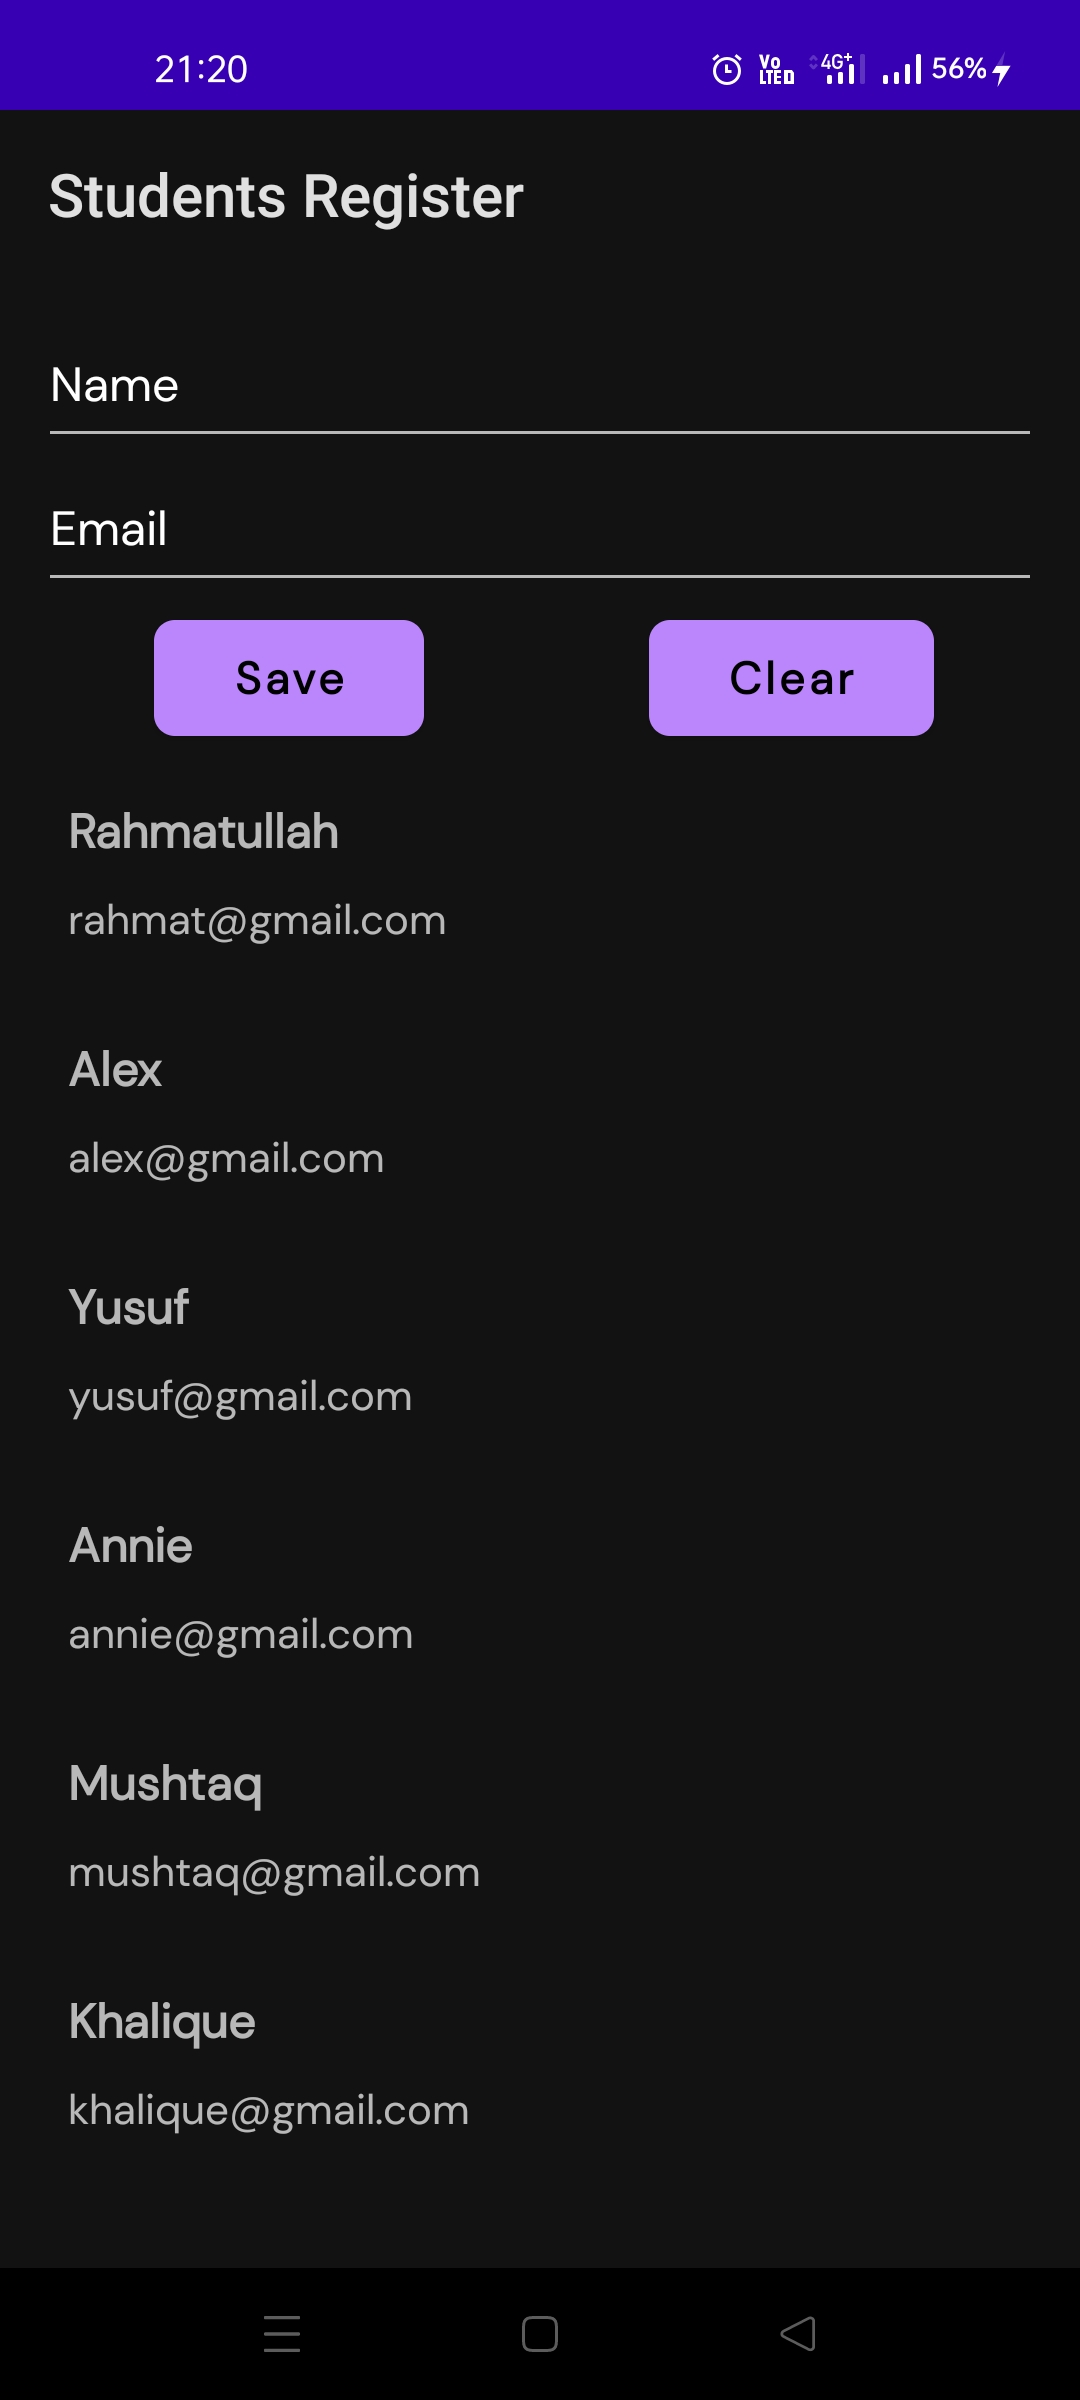 21:20 Vo LTE 4G+ 56%
Students Register
Name
Email
Save Clear
Rahmatullah
rahmat@gmail.com
Alex
alex@gmail.com
Yusuf
yusuf@gmail.com
Annie
annie@gmail.com
Mushtaq
mushtaq@gmail.com
Khalique
khalique@gmail.com